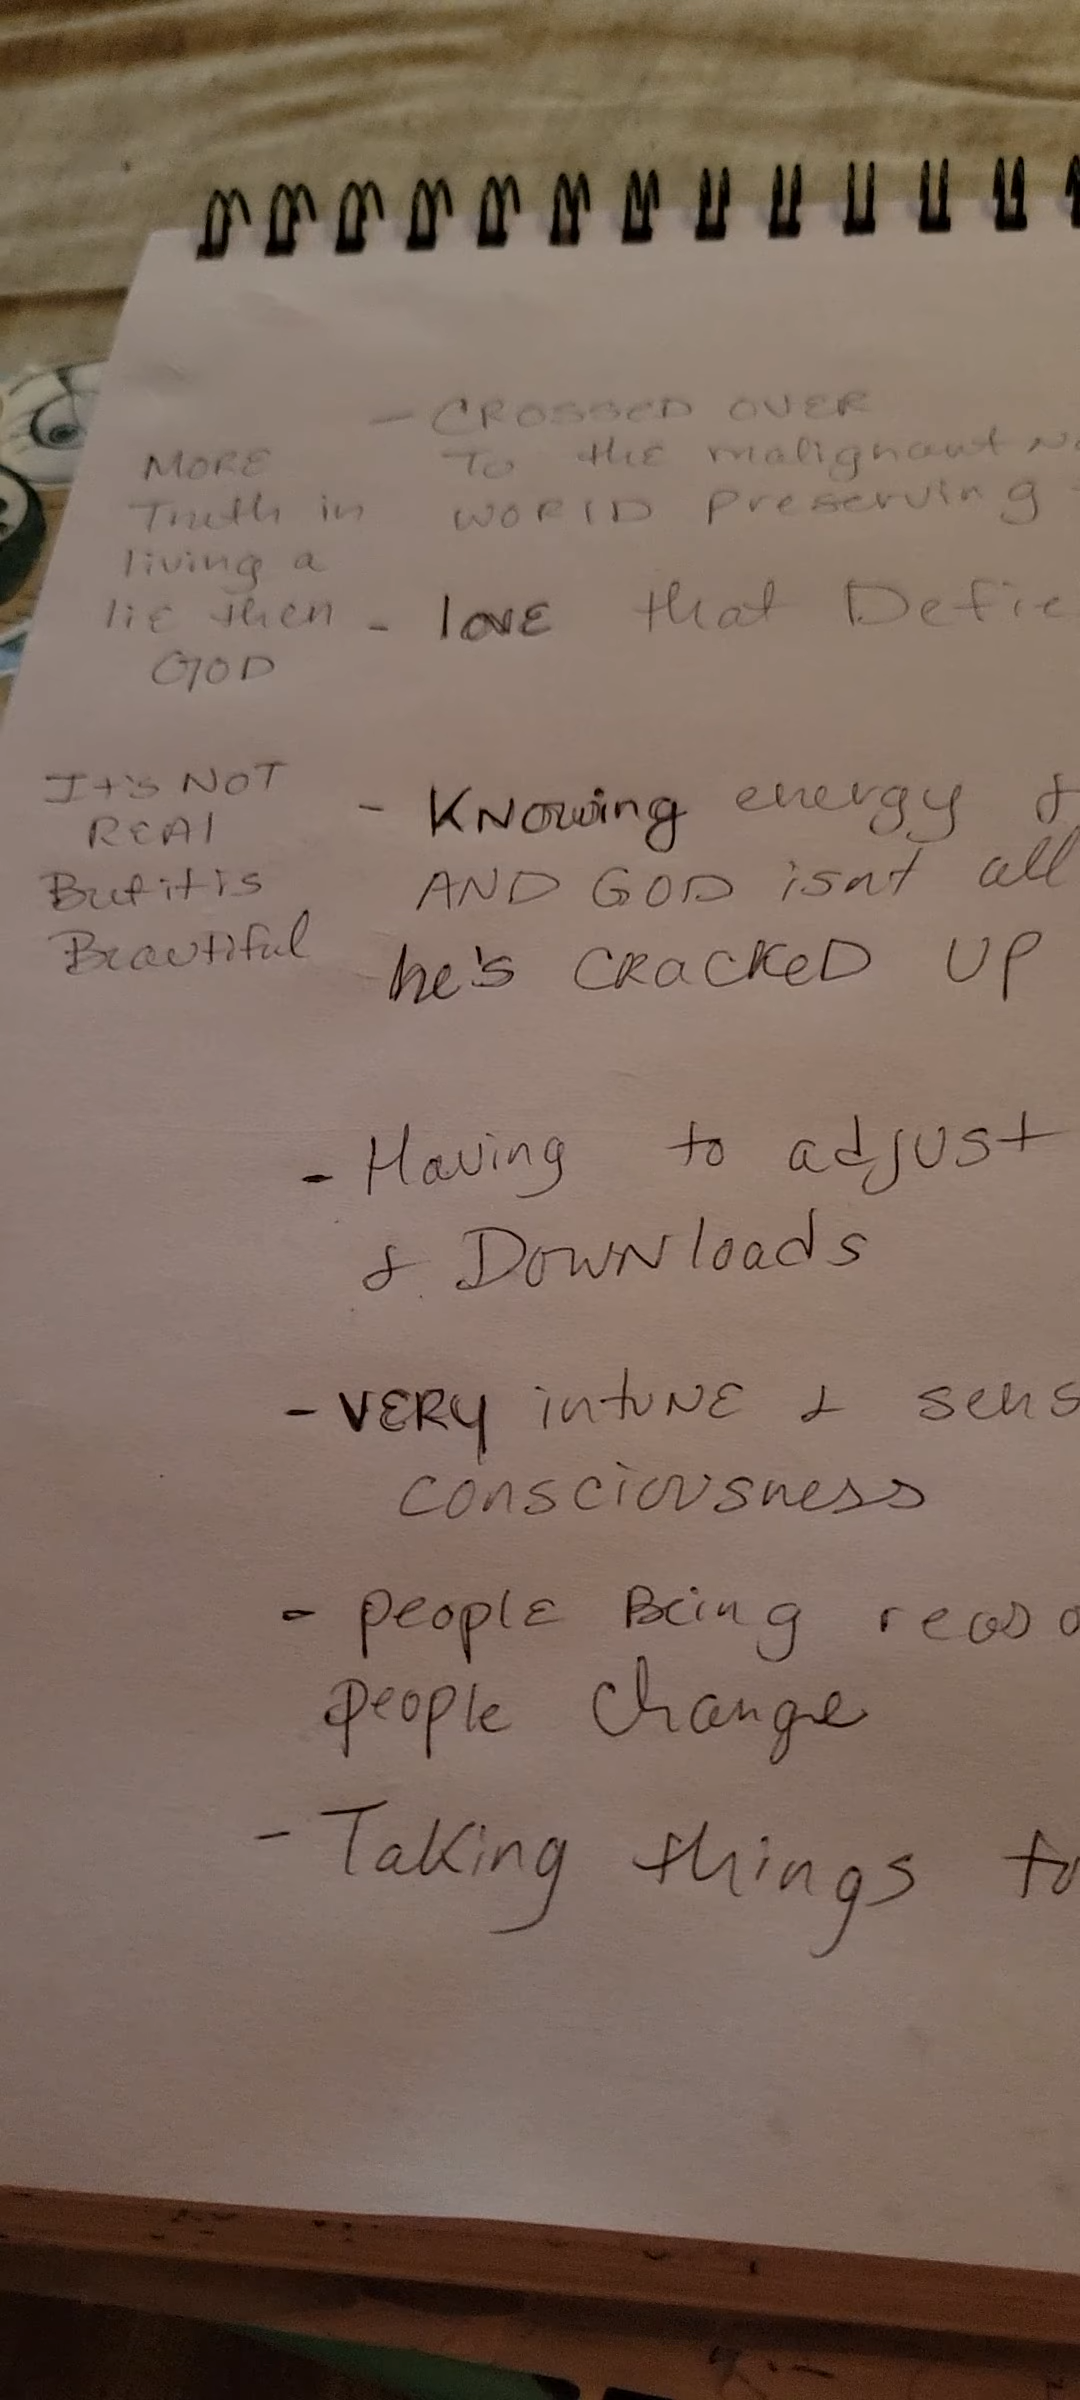 - CROSSED OVER
To the malignant
WORLD Preserving
- love that
MORE
Truth in
living a
lie then
GOD
It's NOT
REAl
But it is
Beautiful
- KNowing energy &
AND GOD isnt all
he's CRACKED UP
- Having to adjust
& DOWNloads
- VERY intune &
consciousness
- people Being
people change
- Taking things